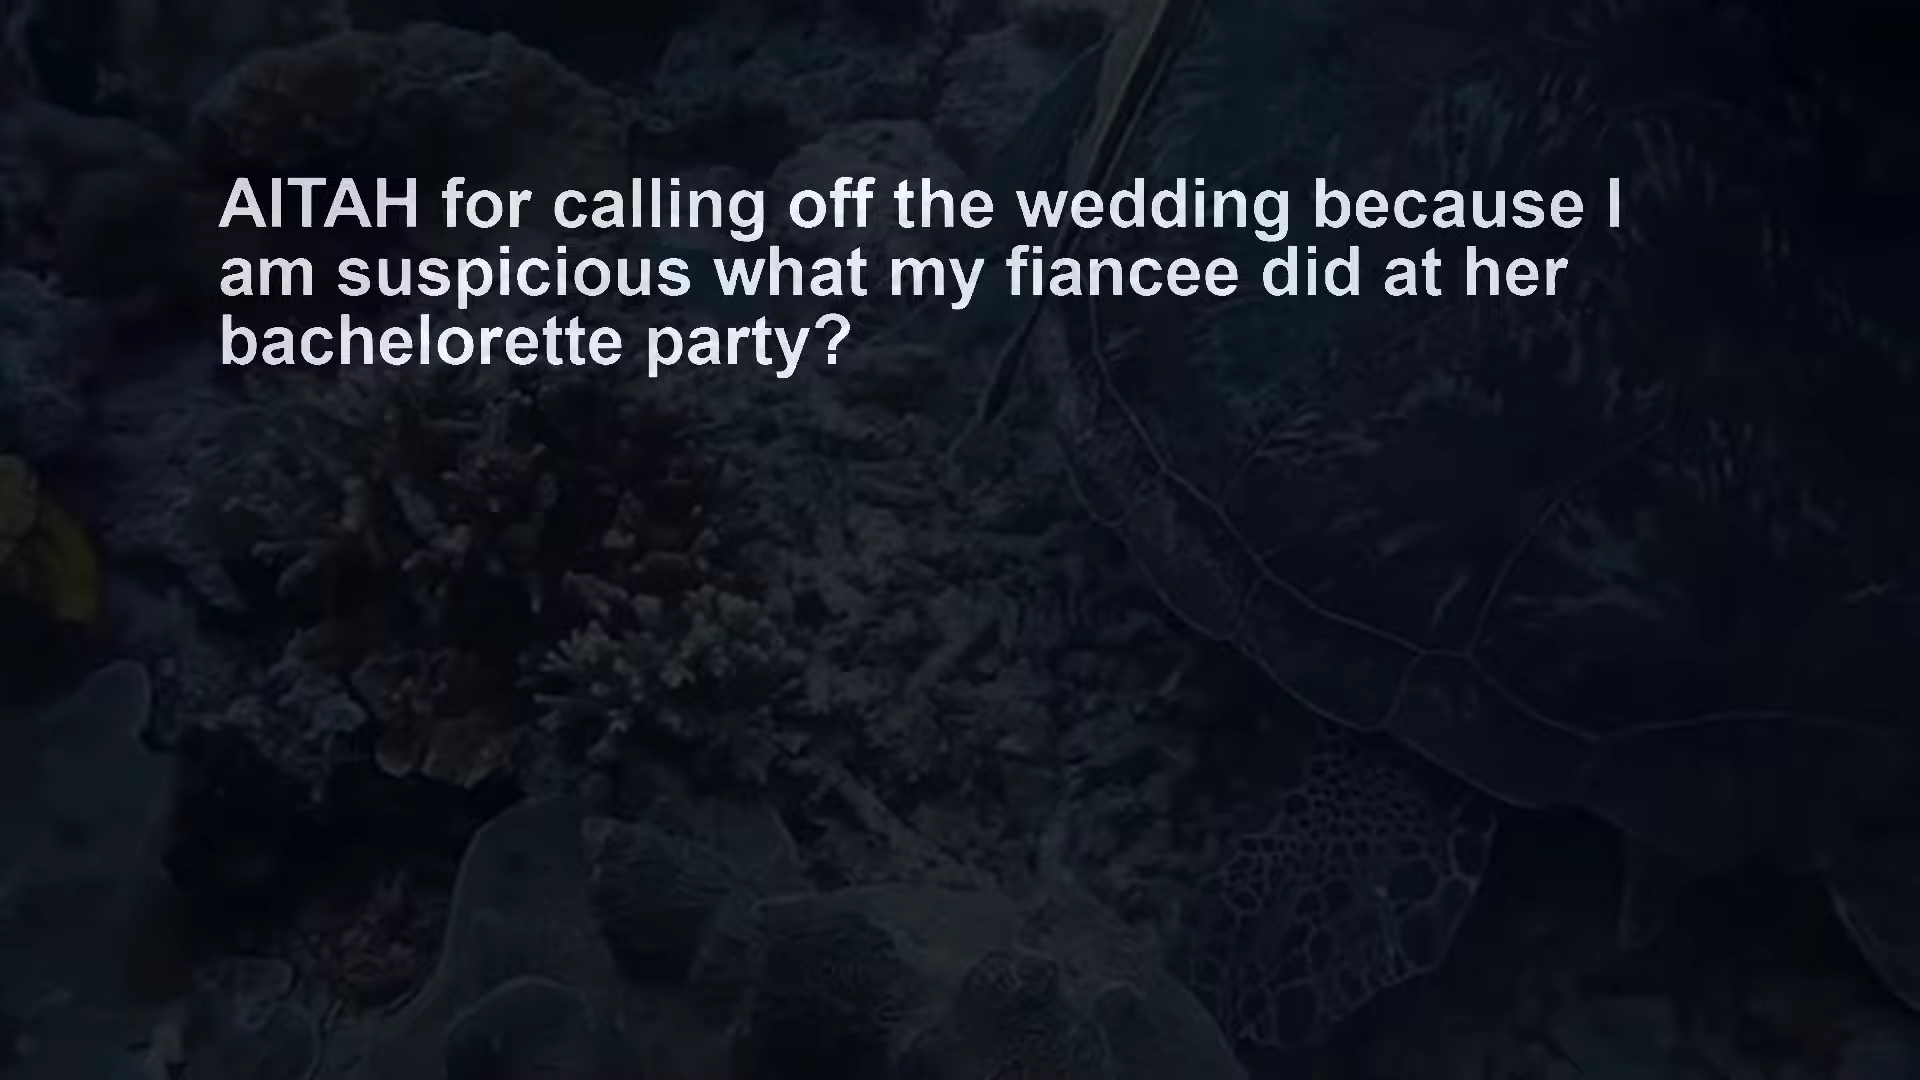 AITAH for calling off the wedding because I
am suspicious what my fiancee did at her
bachelorette party?